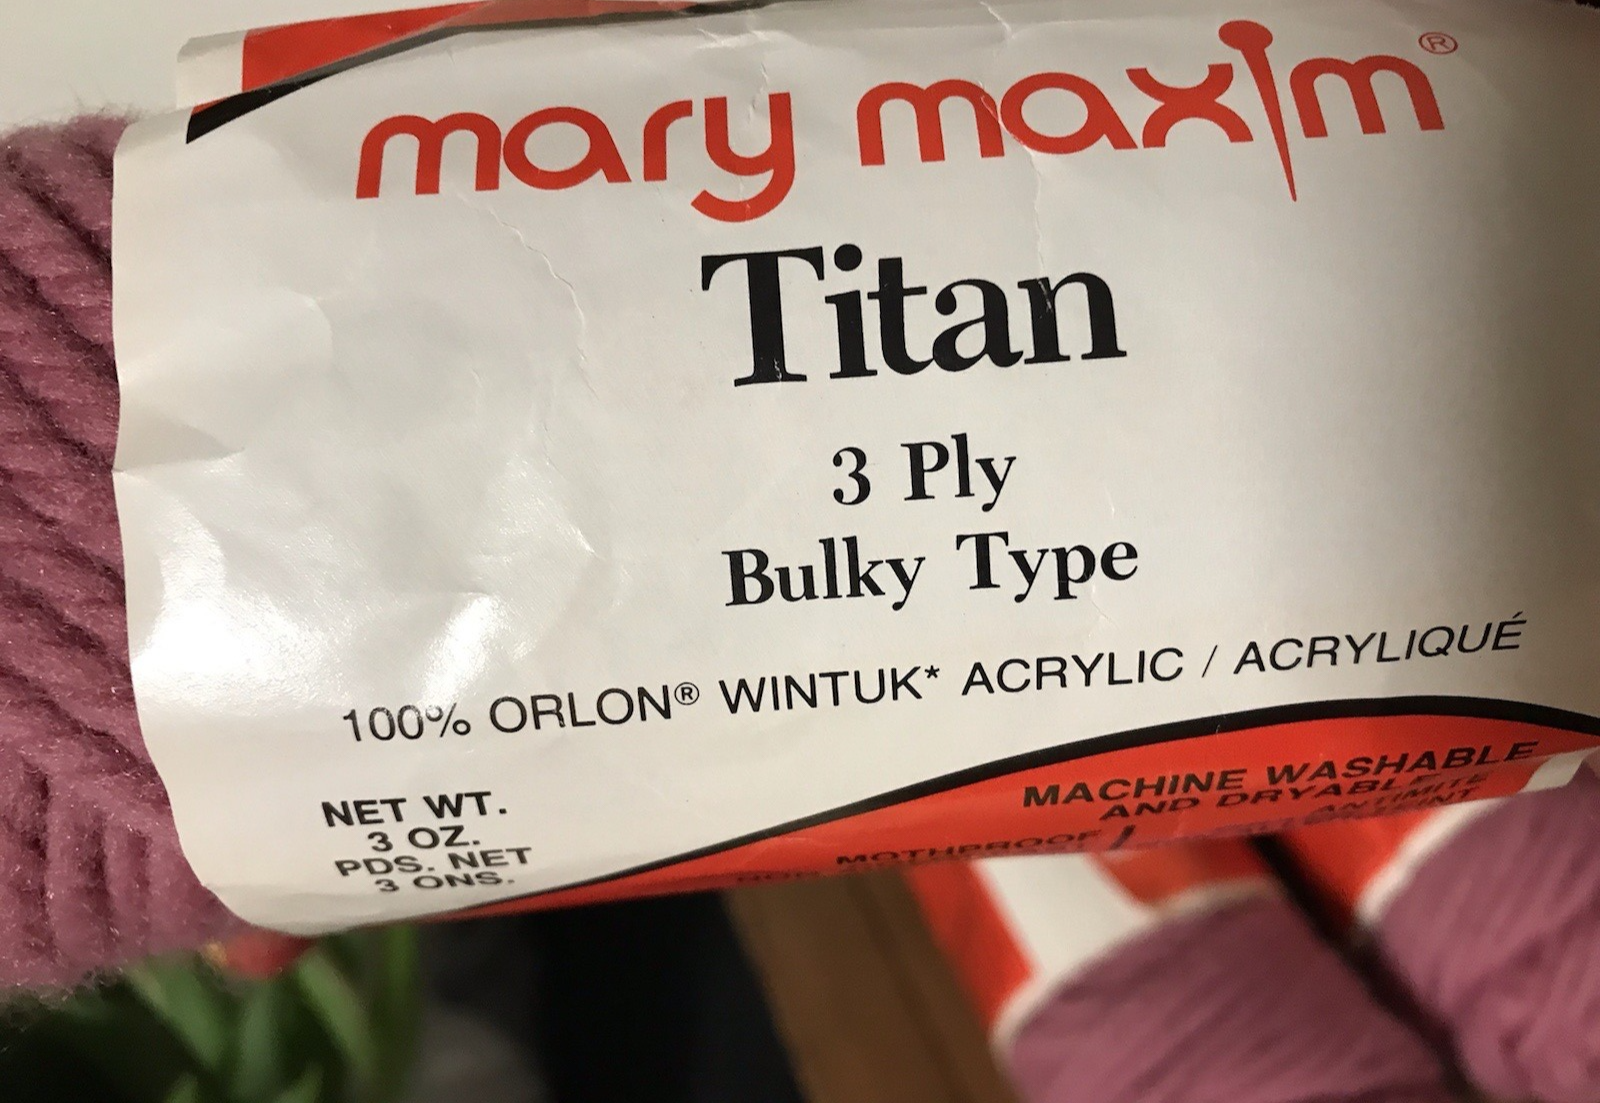 mary maxim®
Titan
3 Ply
Bulky Type
100% ORLON® WINTUK* ACRYLIC / ACRYLIQUÉ
NET WT.
3 OZ.
PDS. NET
3 ONS.
MACHINE WASHABLE
AND DRYABLE
MOTHPROOF
ANTIMITE